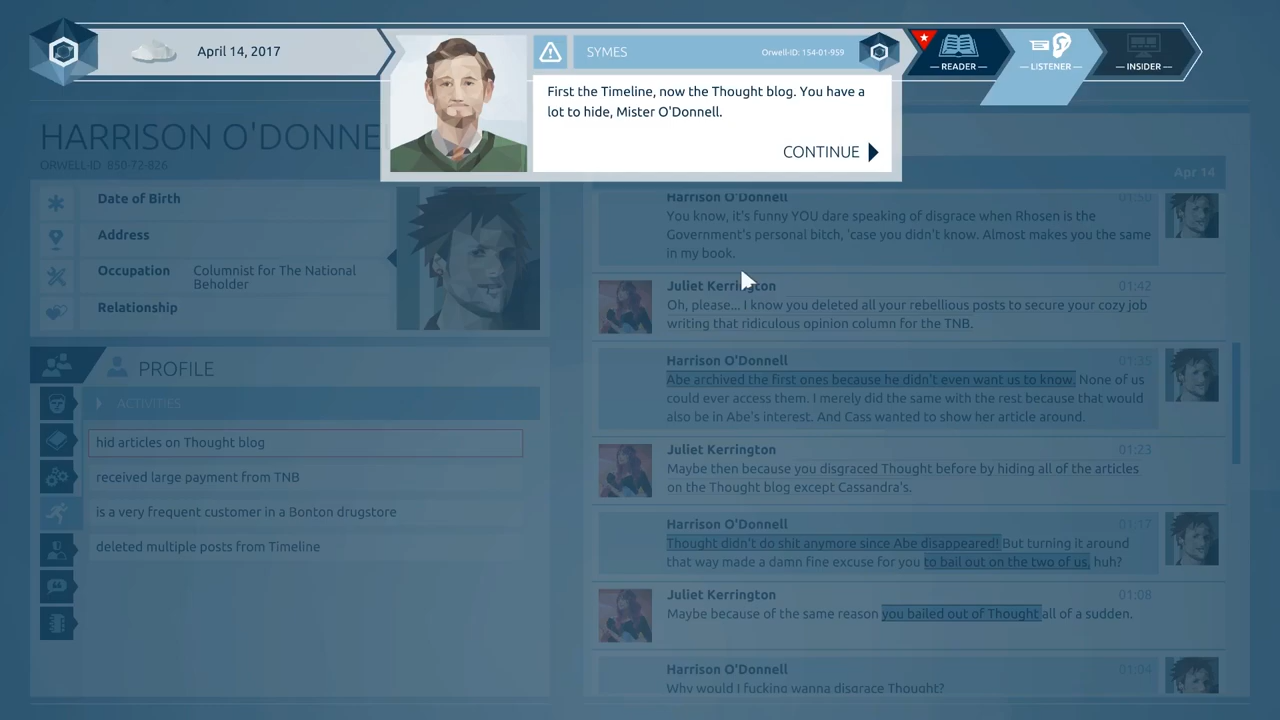 April 14, 2017
SYMES
Orwell-ID: 154-01-959
First the Timeline, now the Thought blog. You have a
lot to hide, Mister O'Donnell.
CONTINUE
— READER —
— LISTENER —
— INSIDER —
HARRISON O'DONNE
ORWELL-ID 850-72-826
Date of Birth
Address
Occupation Columnist for The National
Beholder
Relationship
PROFILE
ACTIVITIES
hid articles on Thought blog
received large payment from TNB
is a very frequent customer in a Bonton drugstore
deleted multiple posts from Timeline
Apr 14
Harrison O'Donnell 01:50
You know, it's funny YOU dare speaking of disgrace when Rhosen is the
Government's personal bitch, 'case you didn't know. Almost makes you the same
in my book.
Juliet Kerrington 01:42
Oh, please... I know you deleted all your rebellious posts to secure your cozy job
writing that ridiculous opinion column for the TNB.
Harrison O'Donnell 01:35
Abe archived the first ones because he didn't even want us to know. None of us
could ever access them. I merely did the same with the rest because that would
also be in Abe's interest. And Cass wanted to show her article around.
Juliet Kerrington 01:23
Maybe then because you disgraced Thought before by hiding all of the articles
on the Thought blog except Cassandra's.
Harrison O'Donnell 01:17
Thought didn't do shit anymore since Abe disappeared! But turning it around
that way made a damn fine excuse for you to bail out on the two of us, huh?
Juliet Kerrington 01:08
Maybe because of the same reason you bailed out of Thought all of a sudden.
Harrison O'Donnell 01:04
Why would I fucking wanna disgrace Thought?